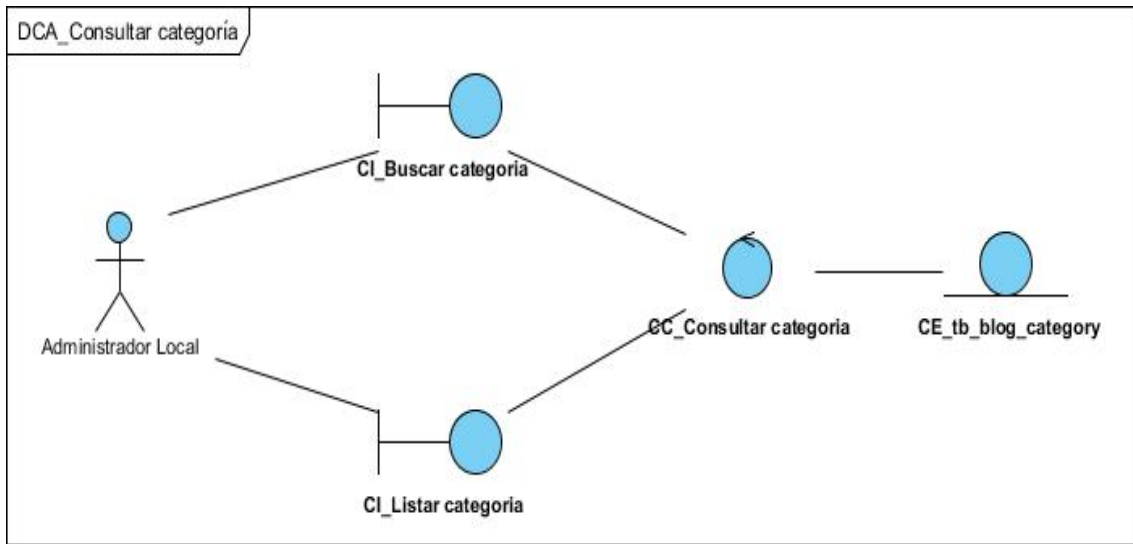 DCA_Consultar categoría
CI_Buscar categoria
Administrador Local
CC_Consultar categoria
CE_tb_blog_category
CI_Listar categoria